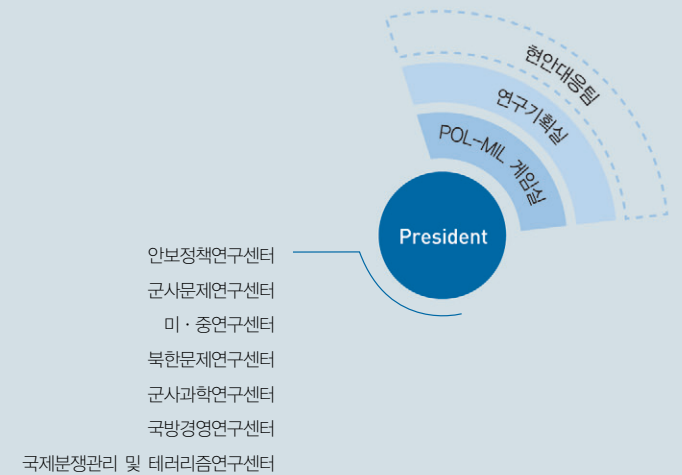 현안대응팀
연구기획실
POL-MIL 게임실
President
안보정책연구센터
군사문제연구센터
미·중연구센터
북한문제연구센터
군사과학연구센터
국방경영연구센터
국제분쟁관리 및 테러리즘연구센터